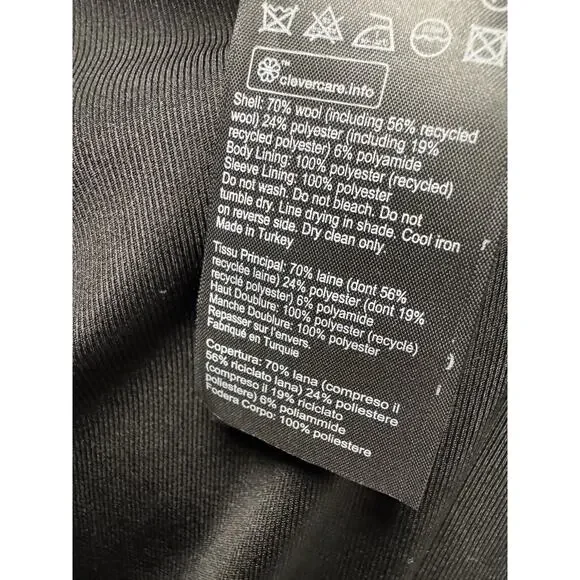 ™
clevercare.info
Shell: 70% wool (including 56% recycled
wool) 24% polyester (including 19%
recycled polyester) 6% polyamide
Body Lining: 100% polyester (recycled)
Sleeve Lining: 100% polyester
Do not wash. Do not bleach. Do not
tumble dry. Line drying in shade. Cool iron
on reverse side. Dry clean only.
Made in Turkey
Tissu Principal: 70% laine (dont 56%
recyclée laine) 24% polyester (dont 19%
recyclé polyester) 6% polyamide
Haut Doublure: 100% polyester (recyclé)
Manche Doublure: 100% polyester
Repasser sur l'envers.
Fabriqué en Turquie
Copertura: 70% lana (compreso il
56% riciclato lana) 24% poliestere
(compreso il 19% riciclato
poliestere) 6% poliammide
Fodera Corpo: 100% poliestere